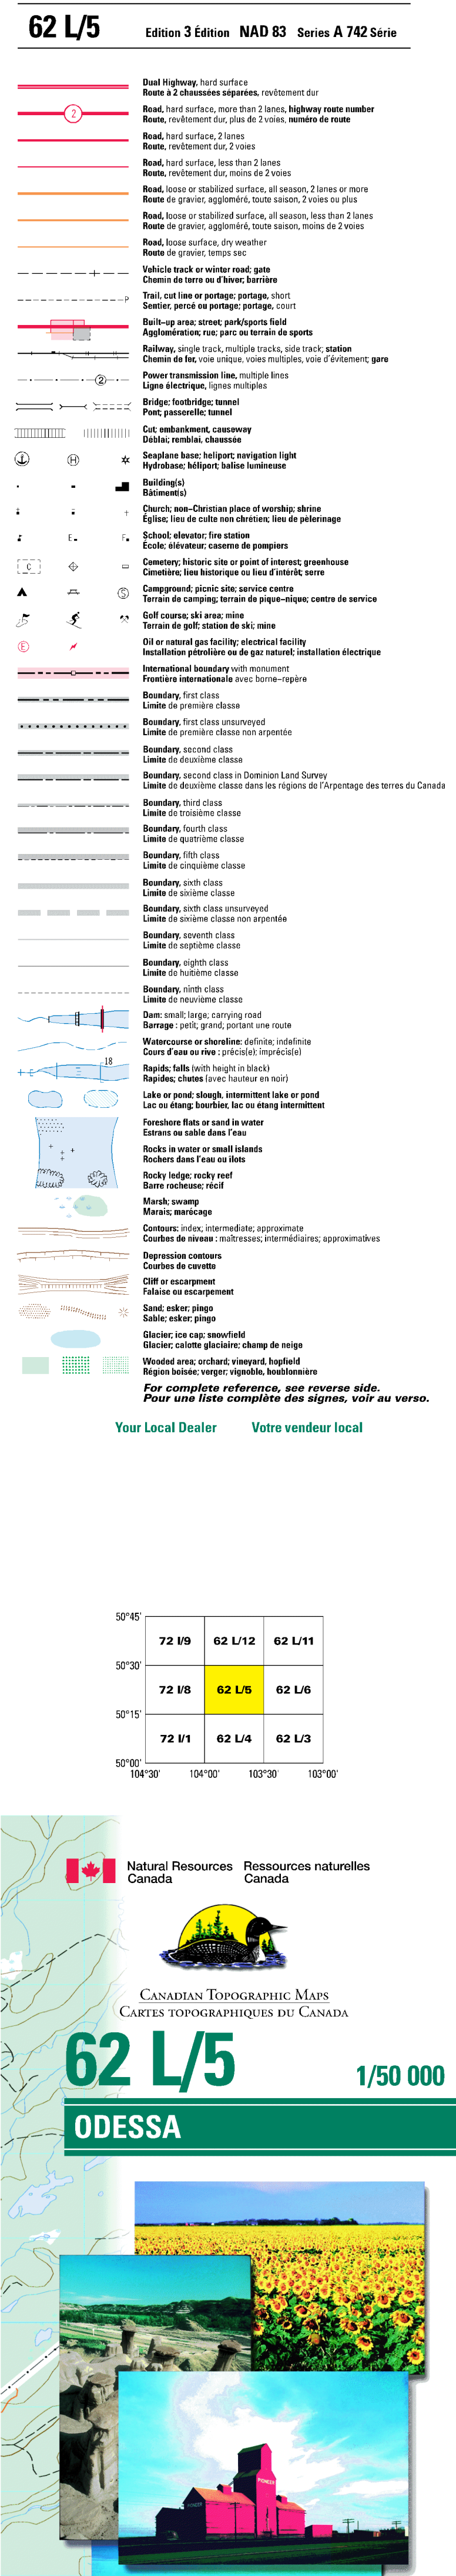 62 L/5 Edition 3 Édition NAD 83 Series A 742 Série
Dual Highway, hard surface
Route à 2 chaussées séparées, revêtement dur
2
Road, hard surface, more than 2 lanes, highway route number
Route, revêtement dur, plus de 2 voies, numéro de route
Road, hard surface, 2 lanes
Route, revêtement dur, 2 voies
Road, hard surface, less than 2 lanes
Route, revêtement dur, moins de 2 voies
Road, loose or stabilized surface, all season, 2 lanes or more
Route de gravier, aggloméré, toute saison, 2 voies ou plus
Road, loose or stabilized surface, all season, less than 2 lanes
Route de gravier, aggloméré, toute saison, moins de 2 voies
Road, loose surface, dry weather
Route de gravier, temps sec
Vehicle track or winter road; gate
Chemin de terre ou d'hiver; barrière
P
Trail, cut line or portage; portage, short
Sentier, percé ou portage; portage, court
Built-up area; street; park/sports field
Agglomération; rue; parc ou terrain de sports
Railway, single track, multiple tracks, side track; station
Chemin de fer, voie unique, voies multiples, voie d'évitement; gare
2
Power transmission line, multiple lines
Ligne électrique, lignes multiples
Bridge; footbridge; tunnel
Pont; passerelle; tunnel
Cut; embankment, causeway
Déblai; remblai, chaussée
H
Seaplane base; heliport; navigation light
Hydrobase; héliport; balise lumineuse
Building(s)
Bâtiment(s)
Church; non-Christian place of worship; shrine
Église; lieu de culte non chrétien; lieu de pèlerinage
E F
School; elevator; fire station
École; élévateur; caserne de pompiers
C
Cemetery; historic site or point of interest; greenhouse
Cimetière; lieu historique ou lieu d'intérêt; serre
S
Campground; picnic site; service centre
Terrain de camping; terrain de pique-nique; centre de service
Golf course; ski area; mine
Terrain de golf; station de ski; mine
E
Oil or natural gas facility; electrical facility
Installation pétrolière ou de gaz naturel; installation électrique
International boundary with monument
Frontière internationale avec borne-repère
Boundary, first class
Limite de première classe
Boundary, first class unsurveyed
Limite de première classe non arpentée
Boundary, second class
Limite de deuxième classe
Boundary, second class in Dominion Land Survey
Limite de deuxième classe dans les régions de l'Arpentage des terres du Canada
Boundary, third class
Limite de troisième classe
Boundary, fourth class
Limite de quatrième classe
Boundary, fifth class
Limite de cinquième classe
Boundary, sixth class
Limite de sixième classe
Boundary, sixth class unsurveyed
Limite de sixième classe non arpentée
Boundary, seventh class
Limite de septième classe
Boundary, eighth class
Limite de huitième classe
Boundary, ninth class
Limite de neuvième classe
Dam: small; large; carrying road
Barrage : petit; grand; portant une route
Watercourse or shoreline: definite; indefinite
Cours d'eau ou rive : précis(e); imprécis(e)
18
Rapids; falls (with height in black)
Rapides; chutes (avec hauteur en noir)
Lake or pond; slough, intermittent lake or pond
Lac ou étang; bourbier, lac ou étang intermittent
Foreshore flats or sand in water
Estrans ou sable dans l'eau
Rocks in water or small islands
Rochers dans l'eau ou îlots
Rocky ledge; rocky reef
Barre rocheuse; récif
Marsh; swamp
Marais; marécage
Contours: index; intermediate; approximate
Courbes de niveau : maîtresses; intermédiaires; approximatives
Depression contours
Courbes de cuvette
Cliff or escarpment
Falaise ou escarpement
Sand; esker; pingo
Sable; esker; pingo
Glacier; ice cap; snowfield
Glacier; calotte glaciaire; champ de neige
Wooded area; orchard; vineyard, hopfield
Région boisée; verger; vignoble, houblonnière
For complete reference, see reverse side.
Pour une liste complète des signes, voir au verso.
Your Local Dealer Votre vendeur local
50°45'
72 I/9 62 L/12 62 L/11
50°30'
72 I/8 62 L/5 62 L/6
50°15'
72 I/1 62 L/4 62 L/3
50°00'
104°30' 104°00' 103°30' 103°00'
Natural Resources Ressources naturelles
Canada Canada
CANADIAN TOPOGRAPHIC MAPS
CARTES TOPOGRAPHIQUES DU CANADA
62 L/5 1/50 000
ODESSA
PIONEER
PIONEER